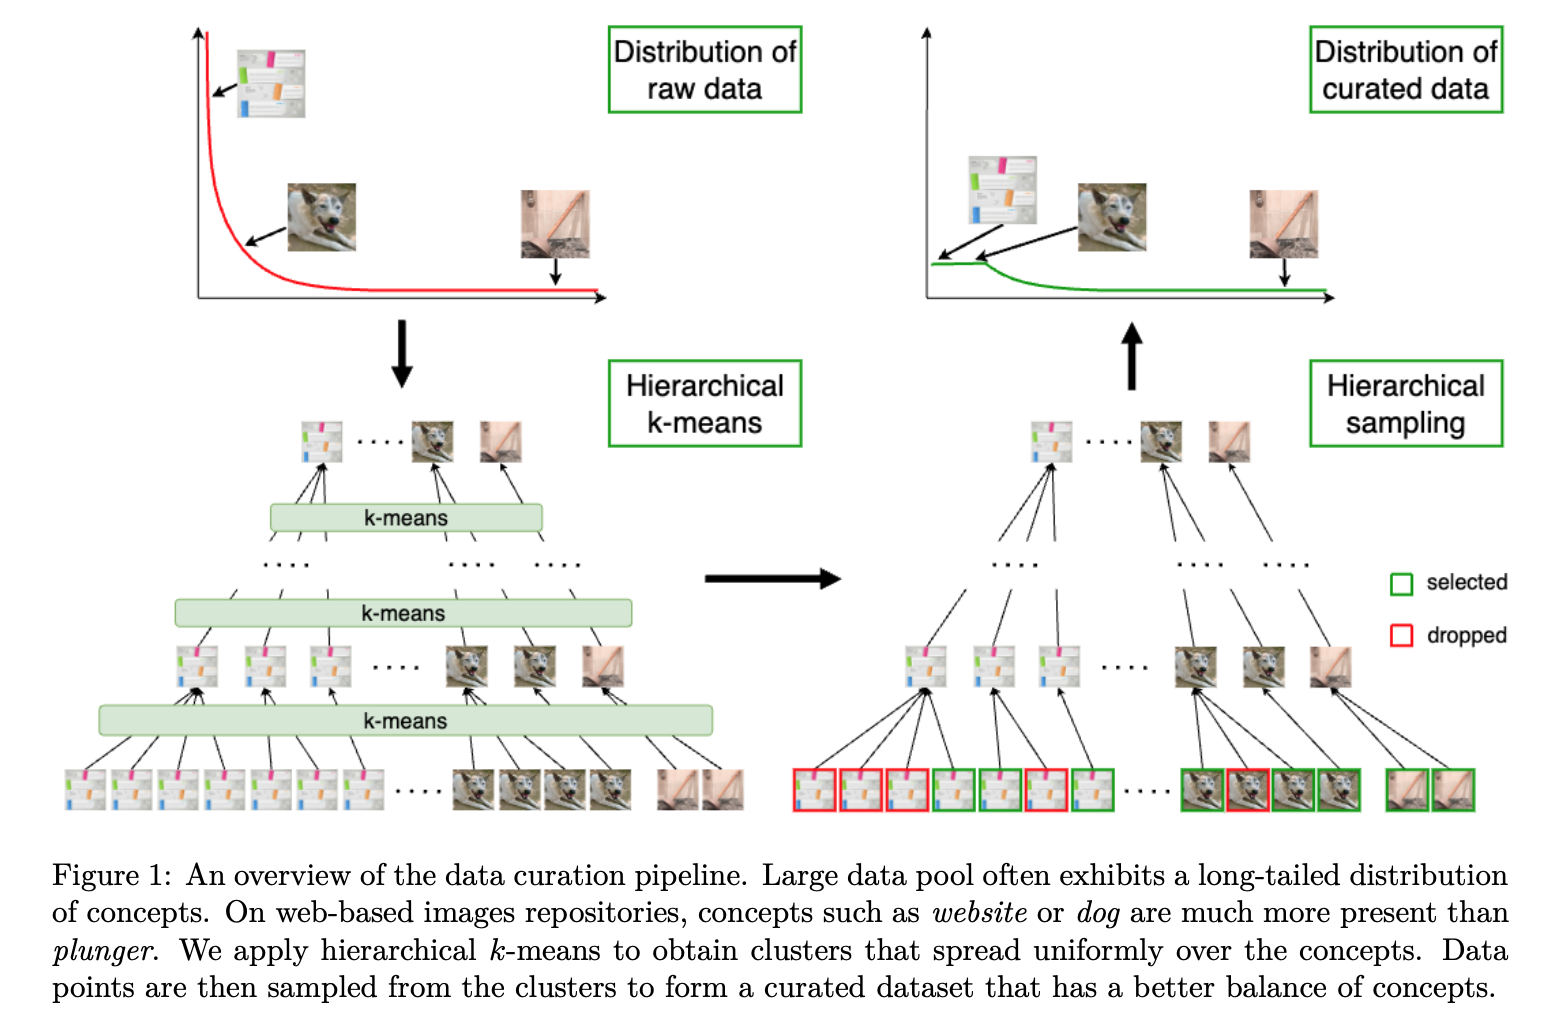 Distribution of
raw data
Distribution of
curated data
Hierarchical
k-means
Hierarchical
sampling
k-means
. . . .
. . . .
k-means
selected
dropped
k-means
Figure 1: An overview of the data curation pipeline. Large data pool often exhibits a long-tailed distribution
of concepts. On web-based images repositories, concepts such as website or dog are much more present than
plunger. We apply hierarchical k-means to obtain clusters that spread uniformly over the concepts. Data
points are then sampled from the clusters to form a curated dataset that has a better balance of concepts.